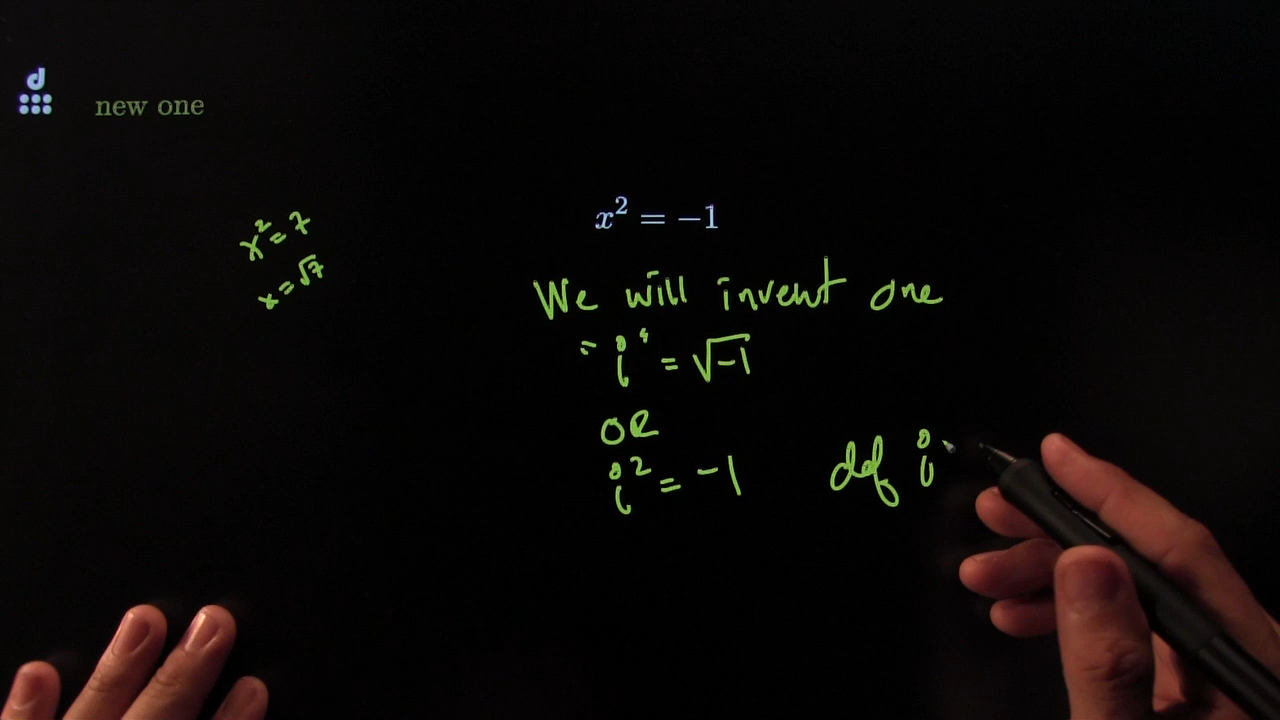 d
new one
x² = 7
x = √7
x² = −1
We will invent one
"i" = √−1
OR
i² = −1 def i